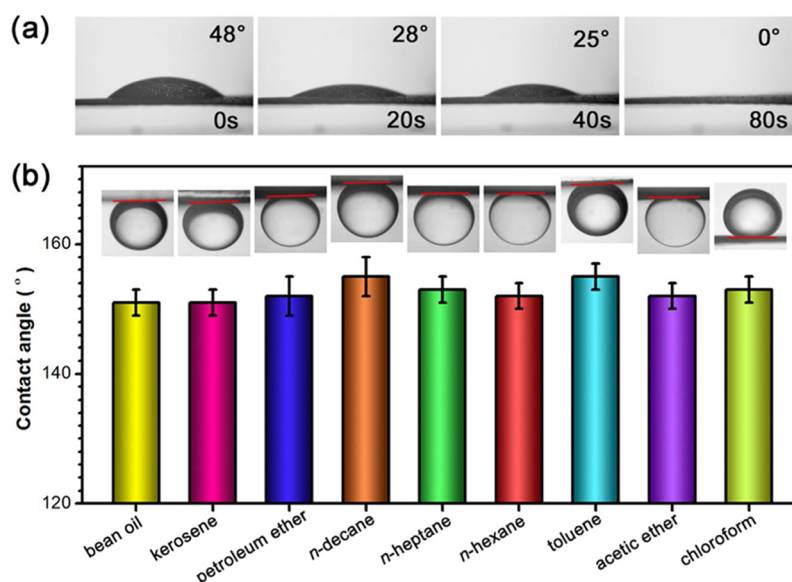 (a)
48°
28°
25°
0°
0s
20s
40s
80s
(b)
Contact angle ( ° )
160
140
120
bean oil
kerosene
petroleum ether
n-decane
n-heptane
n-hexane
toluene
acetic ether
chloroform